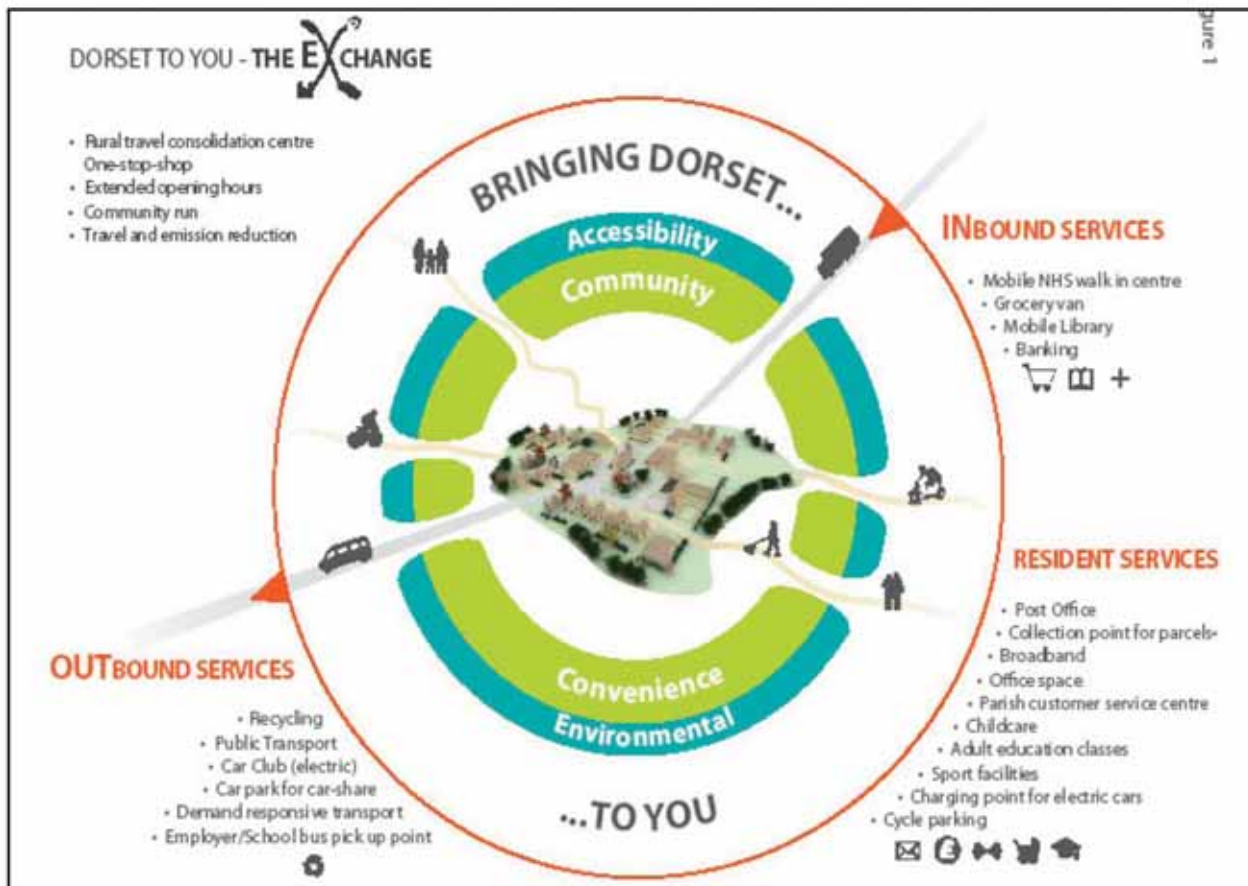 DORSET TO YOU - THE EXCHANGE
gure 1
• Rural travel consolidation centre
One-stop-shop
• Extended opening hours
• Community run
• Travel and emission reduction
BRINGING DORSET...
Accessibility
Community
INBOUND SERVICES
• Mobile NHS walk in centre
• Grocery van
• Mobile Library
• Banking
RESIDENT SERVICES
• Post Office
• Collection point for parcels•
• Broadband
• Office space
• Parish customer service centre
• Childcare
• Adult education classes
• Sport facilities
• Charging point for electric cars
• Cycle parking
OUTBOUND SERVICES
• Recycling
• Public Transport
• Car Club (electric)
• Car park for car-share
• Demand responsive transport
• Employer/School bus pick up point
Convenience
Environmental
...TO YOU